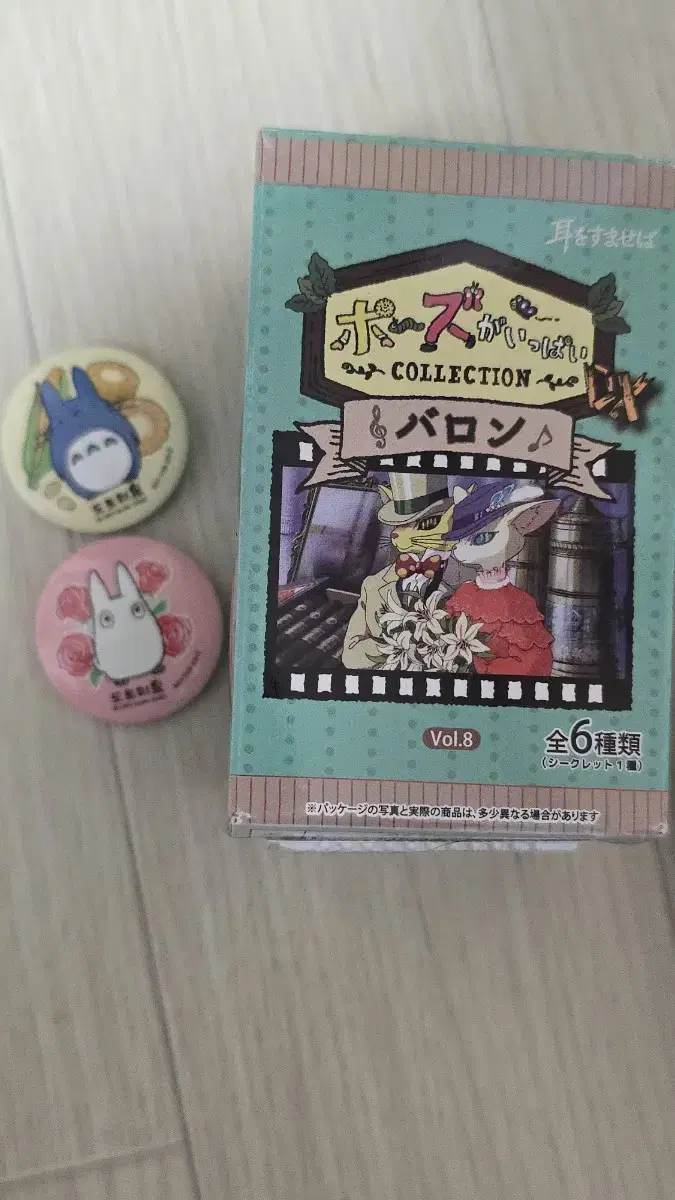 耳をすませば
ポーズがいっぱい
COLLECTION
DX
バロン
Vol.8
全6種類
(シークレット1種)
※パッケージの写真と実際の商品は、多少異なる場合があります